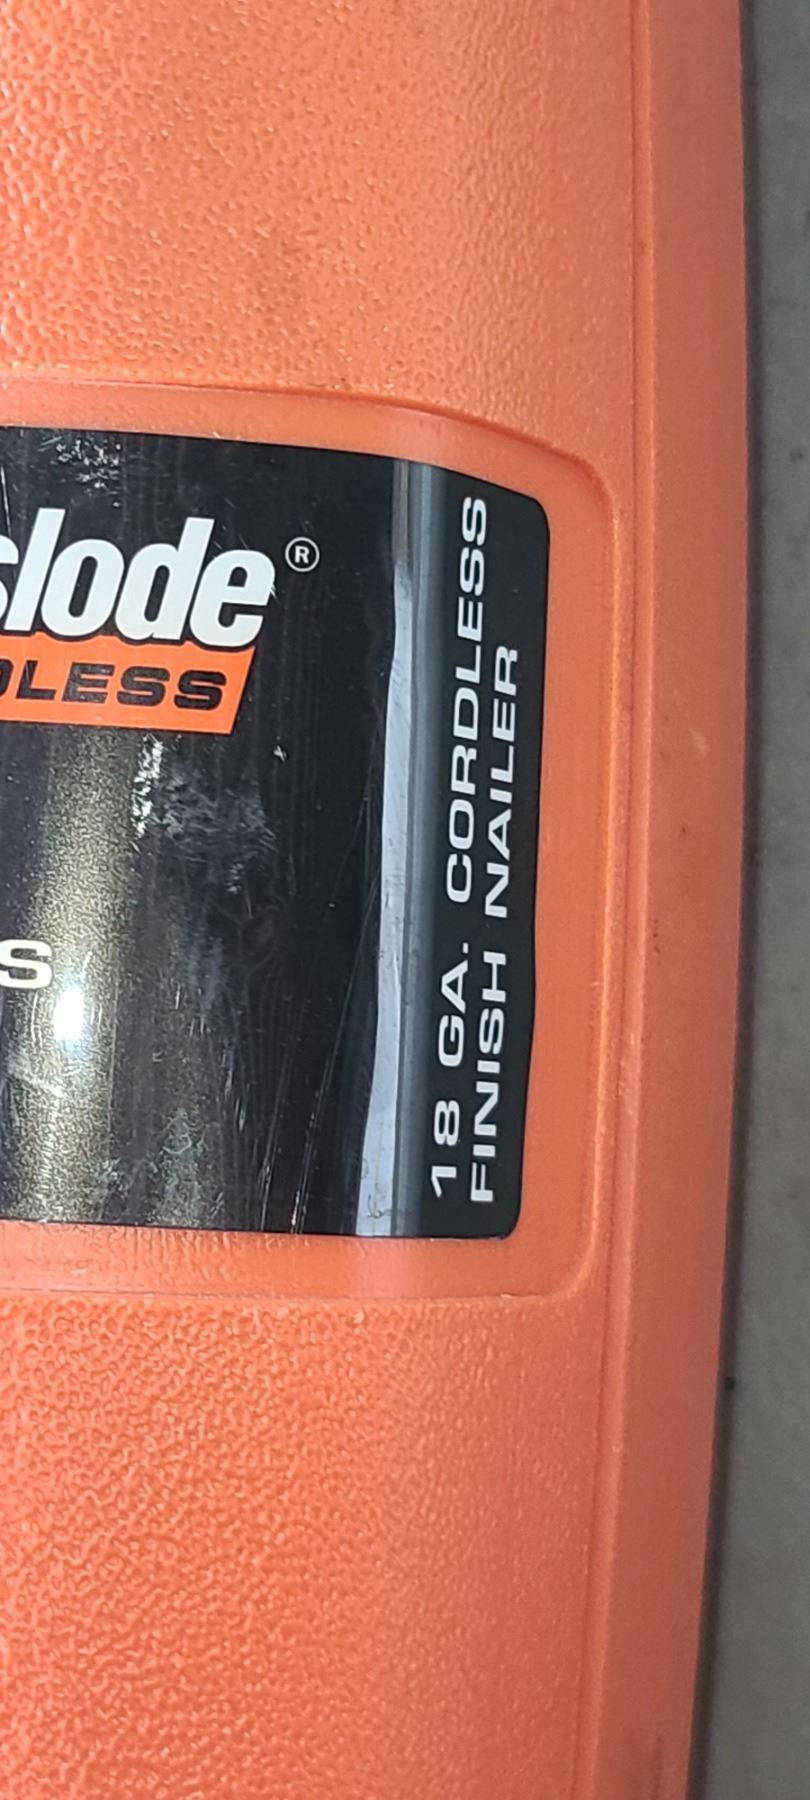 slode®
DLESS
S
18 GA. CORDLESS
FINISH NAILER